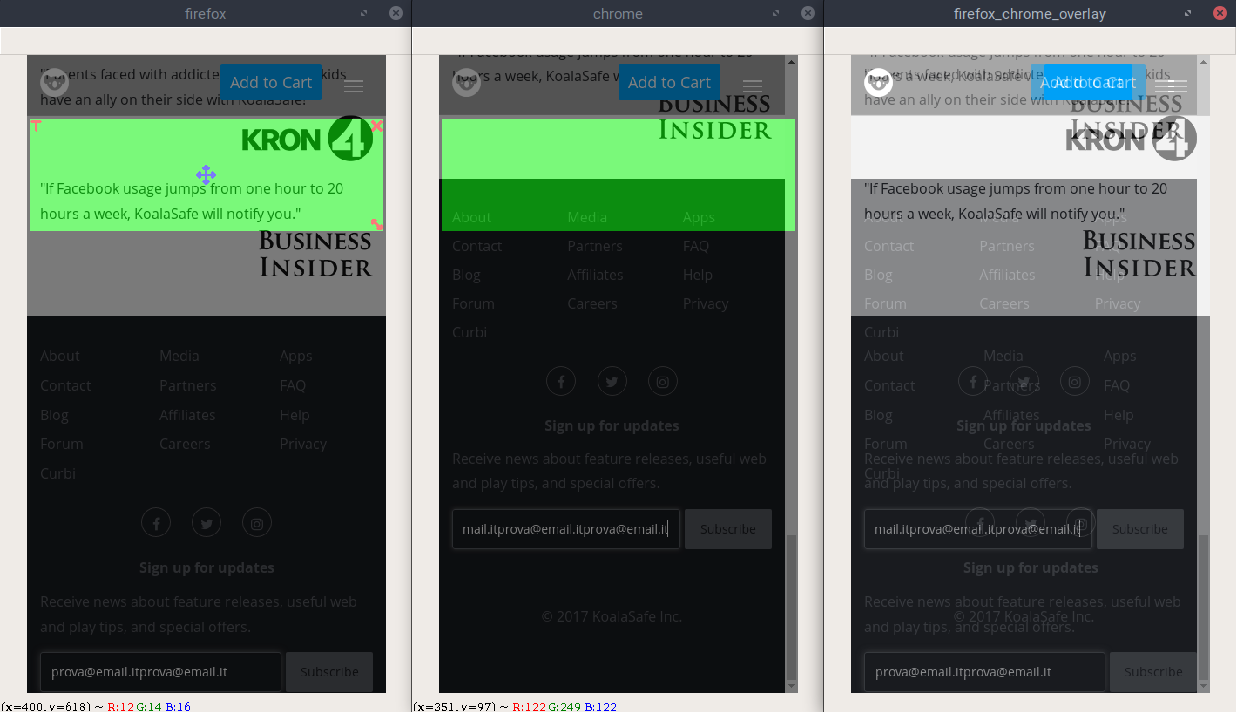 firefox
"Parents faced with addicted kids
Add to Cart
have an ally on their side with KoalaSafe."
KRON 4
"If Facebook usage jumps from one hour to 20
hours a week, KoalaSafe will notify you."
BUSINESS
INSIDER
About Media Apps
Contact Partners FAQ
Blog Affiliates Help
Forum Careers Privacy
Curbi
Sign up for updates
Receive news about feature releases, useful web
and play tips, and special offers.
prova@email.itprova@email.it Subscribe
(x=400, y=618) ~ R:12 G:14 B:16
chrome
"If Facebook usage jumps from one hour to 20
hours a week, KoalaSafe will notify you."
Add to Cart
BUSINESS
INSIDER
About Media Apps
Contact Partners FAQ
Blog Affiliates Help
Forum Careers Privacy
Curbi
Sign up for updates
Receive news about feature releases, useful web
and play tips, and special offers.
mail.itprova@email.itprova@email.it Subscribe
© 2017 KoalaSafe Inc.
(x=351, y=97) ~ R:122 G:249 B:122
firefox_chrome_overlay
Add to Cart
BUSINESS
INSIDER
KRON 4
"If Facebook usage jumps from one hour to 20
hours a week, KoalaSafe will notify you."
About Apps
BUSINESS
INSIDER
Contact Partners
Blog Affiliates Help
Forum Careers Privacy
Curbi
About Media Apps
Contact Partners FAQ
Blog Affiliates Help
Forum Careers Privacy
Sign up for updates
Curbi
Receive news about feature releases, useful web
and play tips, and special offers.
mail.itprova@email.itprova@email.it Subscribe
Sign up for updates
Receive news about feature releases, useful web
© 2017 KoalaSafe Inc.
and play tips, and special offers.
prova@email.itprova@email.it Subscribe